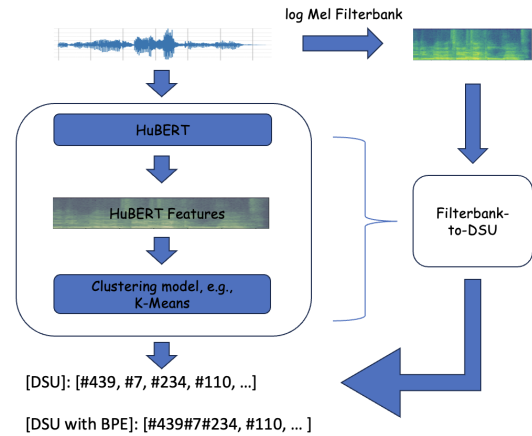 log Mel Filterbank
HuBERT
HuBERT Features
Clustering model, e.g.,
K-Means
Filterbank-
to-DSU
[DSU]: [#439, #7, #234, #110, ...]
[DSU with BPE]: [#439#7#234, #110, ... ]